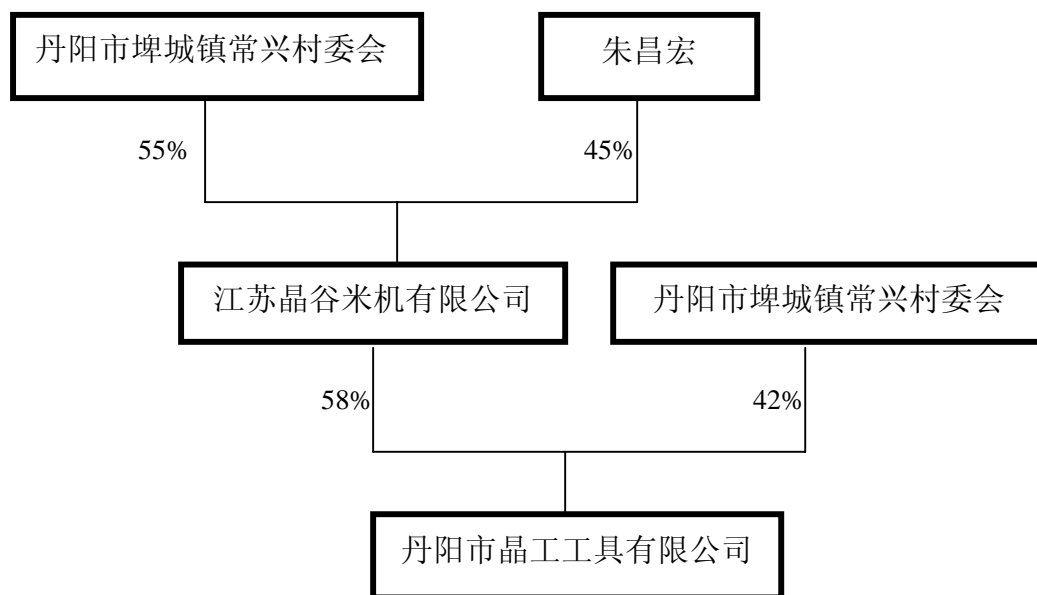 丹阳市埤城镇常兴村委会
朱昌宏
55%
45%
江苏晶谷米机有限公司
丹阳市埤城镇常兴村委会
58%
42%
丹阳市晶工工具有限公司